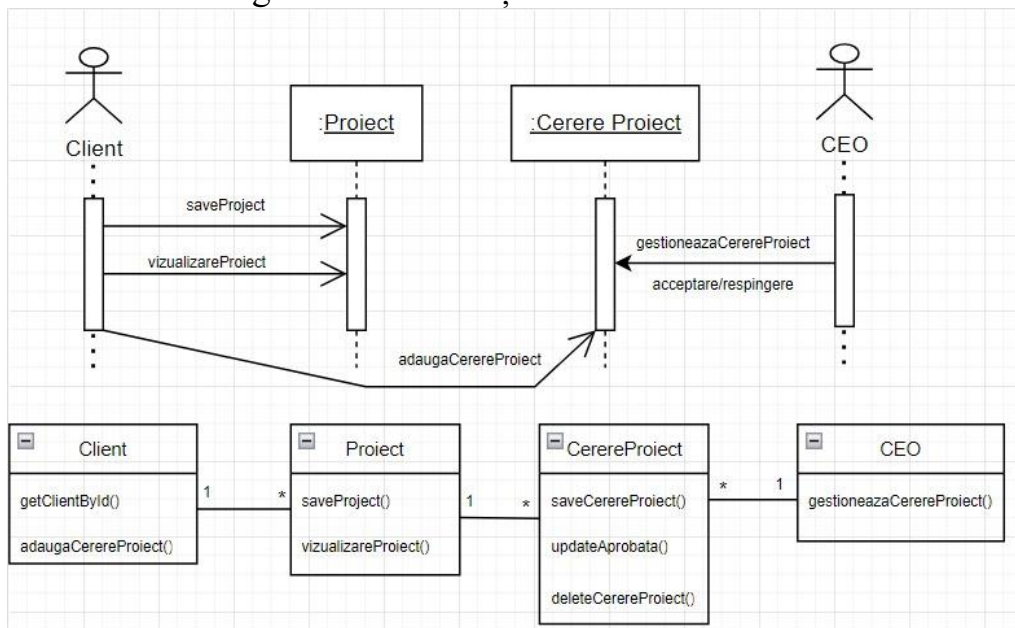 Client
:Proiect
:Cerere Proiect
CEO
saveProject
vizualizareProiect
gestioneazaCerereProiect
acceptare/respingere
adaugaCerereProiect
Client
getClientById()
adaugaCerereProiect()
1
*
Proiect
saveProject()
vizualizareProiect()
1
*
CerereProiect
saveCerereProiect()
updateAprobata()
deleteCerereProiect()
*
1
CEO
gestioneazaCerereProiect()